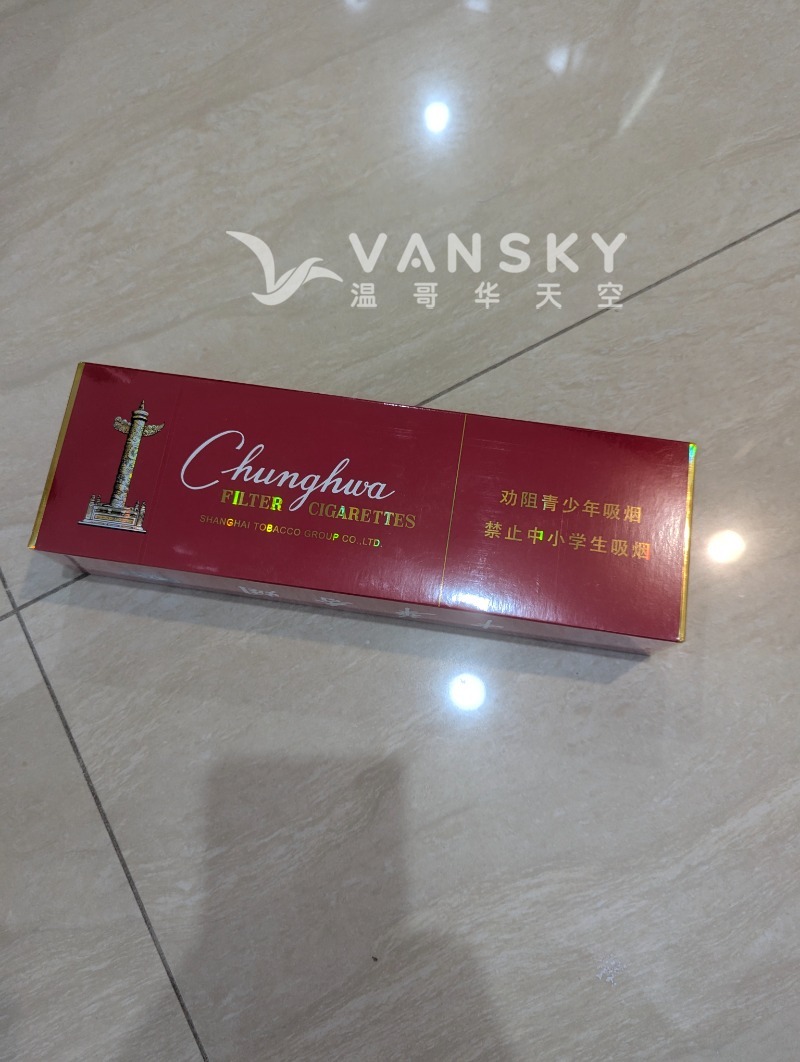 VANSKY
温哥华天空
Chunghwa
FILTER CIGARETTES
SHANGHAI TOBACCO GROUP CO.,LTD.
劝阻青少年吸烟
禁止中小学生吸烟